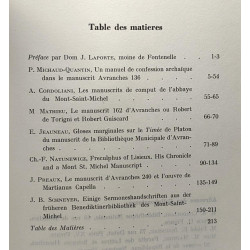 Table des matieres
Préface par Dom J. LAPORTE, moine de Fontenelle 1-3
P. MICHAUD-QUANTIN, Un manuel de confession archaïque
dans le manuscrit Avranches 136 5-54
A. CORDOLIANI, Les manuscrits de comput de l'abbaye
du Mont-Saint-Michel 55-65
M MATHIEU, Le manuscrit 162 d'Avranches ou Robert
de Torigni et Robert Guiscard 66-70
E. JEAUNEAU, Gloses marginales sur le Timée de Platon
du manuscrit de la Bibliothèque Municipale d'Avranches 71-89
Ch.-F. NATUNEWICZ, Freculphus of Lisieux, His Chronicle
and a Mont St. Michel Manuscript 90-134
J. PRÉAUX, Le manuscrit d'Avranches 240 et l'œuvre de
Martianus Capella 135-149
J. B. SCHNEYER, Einige Sermoneshandschriften aus der
früheren Benediktinerbibliothek des Mont-Saint-
Michel 150-211
Table des Matières 213